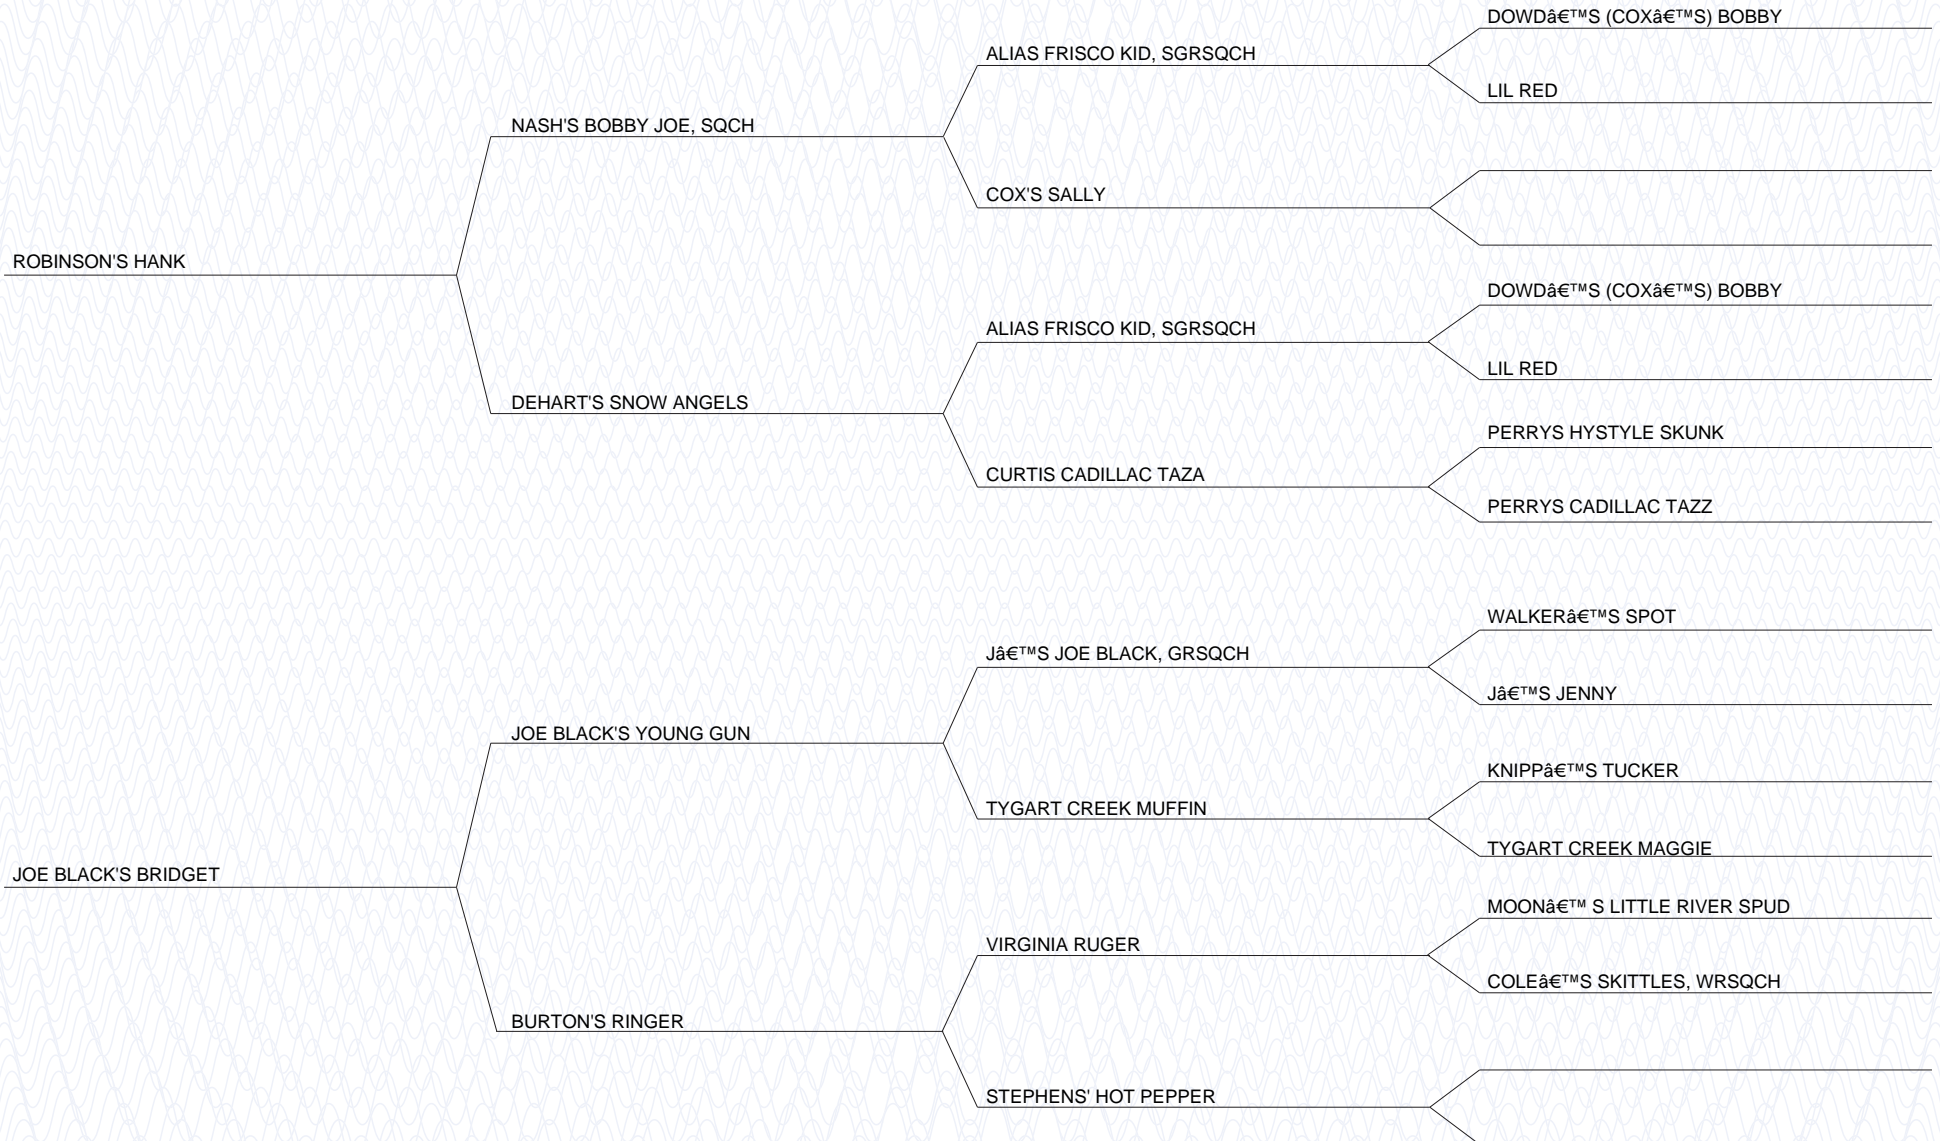 DOWDâ€™S (COXâ€™S) BOBBY
ALIAS FRISCO KID, SGRSQCH
LIL RED
NASH'S BOBBY JOE, SQCH
COX'S SALLY
ROBINSON'S HANK
DOWDâ€™S (COXâ€™S) BOBBY
ALIAS FRISCO KID, SGRSQCH
LIL RED
DEHART'S SNOW ANGELS
PERRYS HYSTYLE SKUNK
CURTIS CADILLAC TAZA
PERRYS CADILLAC TAZZ
WALKERâ€™S SPOT
Jâ€™S JOE BLACK, GRSQCH
Jâ€™S JENNY
JOE BLACK'S YOUNG GUN
KNIPPâ€™S TUCKER
TYGART CREEK MUFFIN
TYGART CREEK MAGGIE
JOE BLACK'S BRIDGET
MOONâ€™ S LITTLE RIVER SPUD
VIRGINIA RUGER
COLEâ€™S SKITTLES, WRSQCH
BURTON'S RINGER
STEPHENS' HOT PEPPER